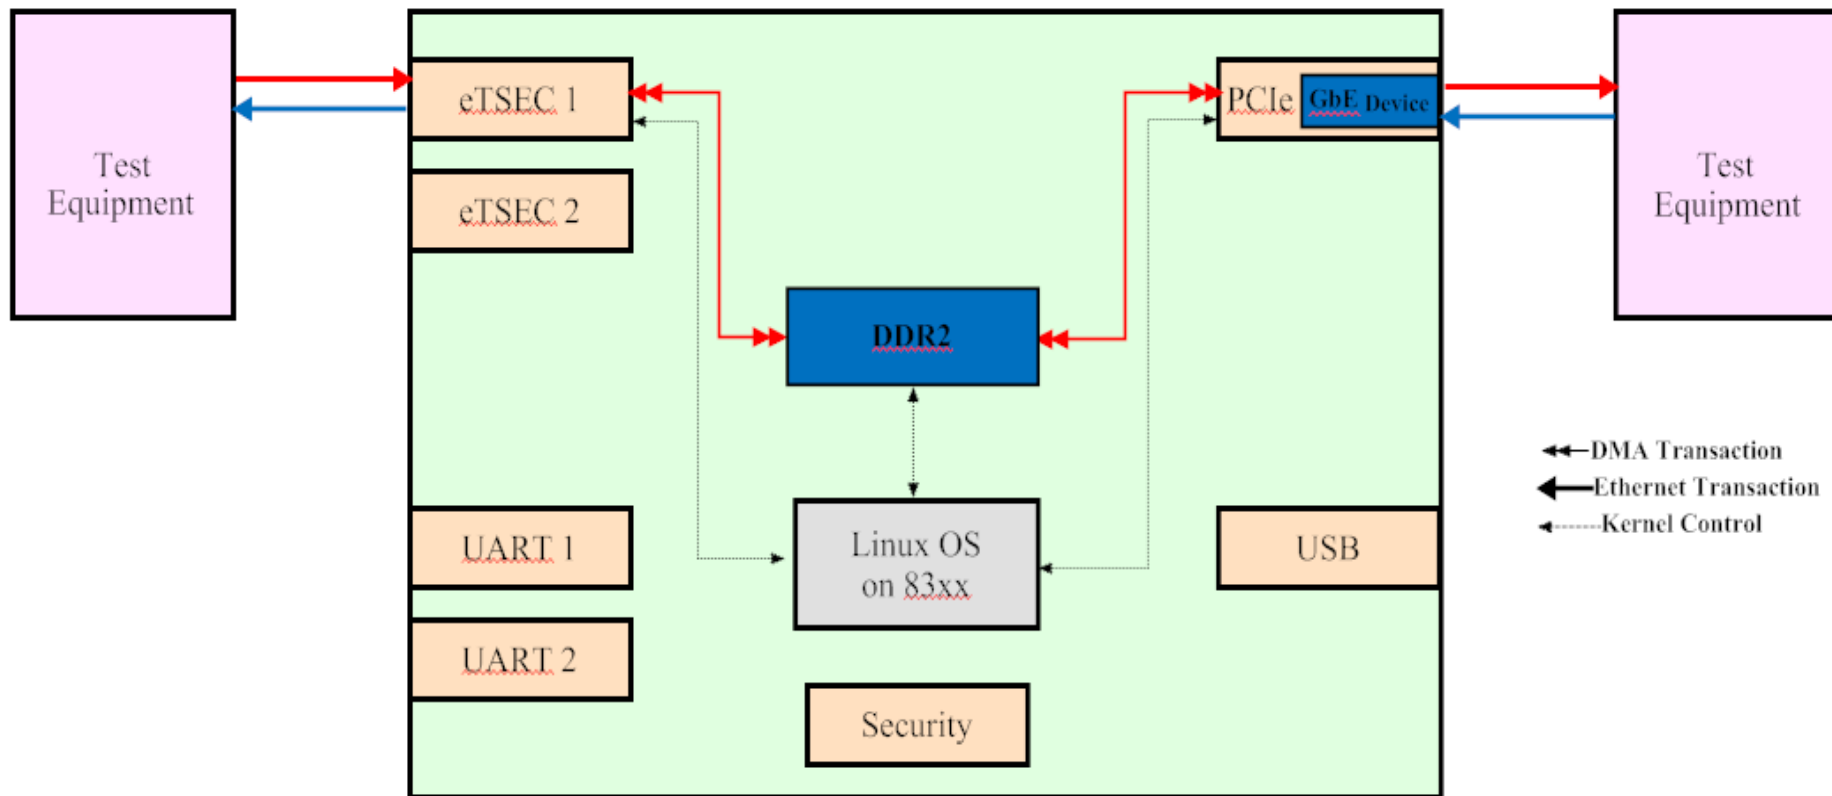 Test
Equipment
eTSEC 1
eTSEC 2
PCIe
GbE Device
Test
Equipment
DDR2
DMA Transaction
Ethernet Transaction
Kernel Control
UART 1
Linux OS
on 83xx
USB
UART 2
Security